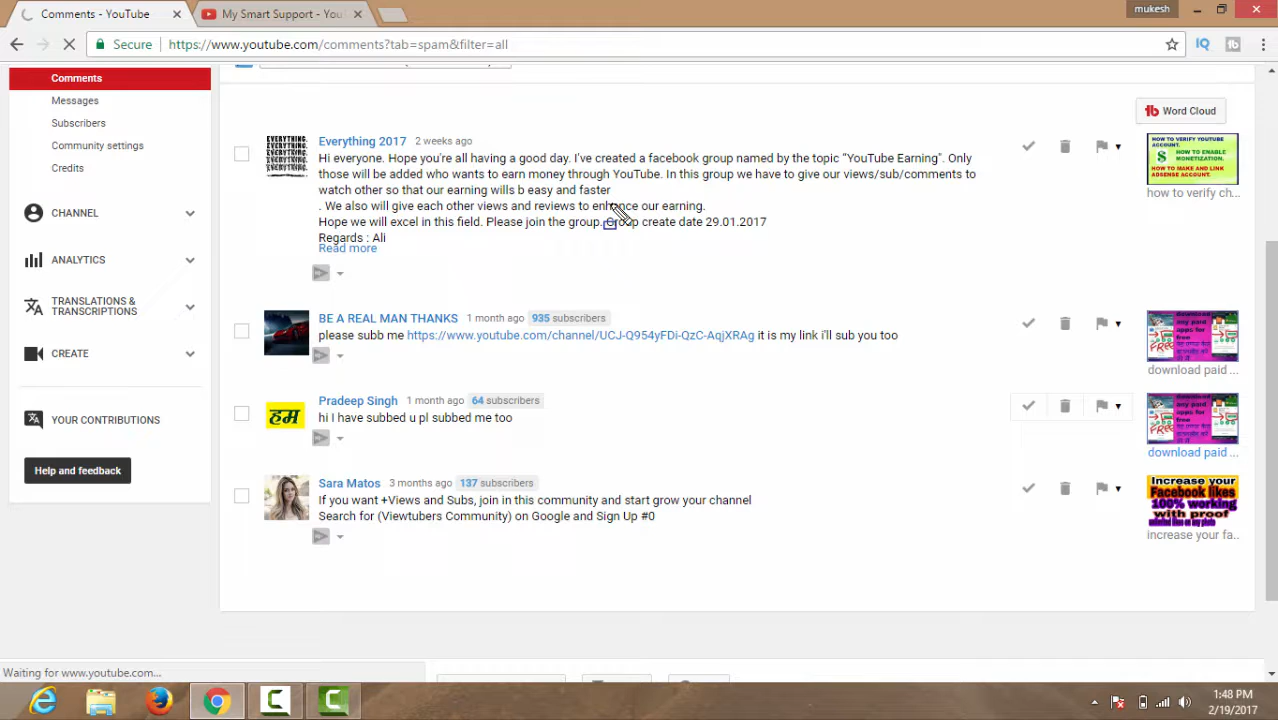 Comments - YouTube
My Smart Support - You
mukesh
Secure
https://www.youtube.com/comments?tab=spam&filter=all
Comments
Messages
Subscribers
Community settings
Credits
CHANNEL
ANALYTICS
TRANSLATIONS &
TRANSCRIPTIONS
CREATE
YOUR CONTRIBUTIONS
Help and feedback
Word Cloud
EVERYTHING.
Everything 2017 2 weeks ago
Hi everyone. Hope you're all having a good day. I've created a facebook group named by the topic "YouTube Earning". Only
those will be added who wants to earn money through YouTube. In this group we have to give our views/sub/comments to
watch other so that our earning wills b easy and faster
. We also will give each other views and reviews to enhance our earning.
Hope we will excel in this field. Please join the group. Group create date 29.01.2017
Regards : Ali
Read more
HOW TO VERIFY YOUTUBE
ACCOUNT.
HOW TO ENABLE
MONETIZATION.
HOW TO MAKE AND LINK
ADSENSE ACCOUNT.
how to verify ch...
BE A REAL MAN THANKS 1 month ago 935 subscribers
please subb me https://www.youtube.com/channel/UCJ-Q954yFDi-QzC-AqjXRAg it is my link i'll sub you too
download paid ...
हम
Pradeep Singh 1 month ago 64 subscribers
hi I have subbed u pl subbed me too
download paid ...
Sara Matos 3 months ago 137 subscribers
If you want +Views and Subs, join in this community and start grow your channel
Search for (Viewtubers Community) on Google and Sign Up #0
Increase your
Facebook likes
100% working
with proof
unlimited likes on any photo
increase your fa..
Waiting for www.youtube.com...
1:48 PM
2/19/2017